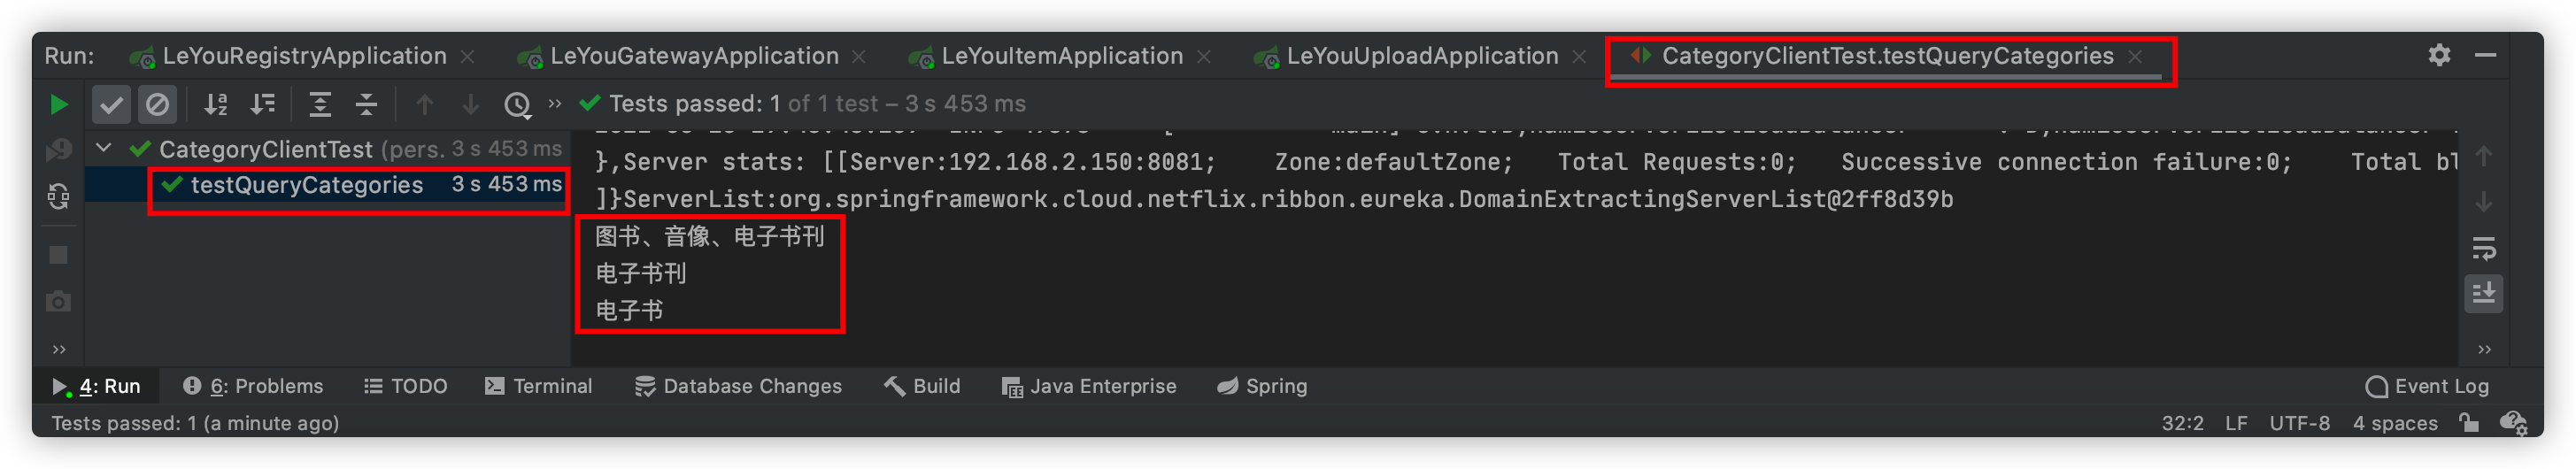 Run: LeYouRegistryApplication LeYouGatewayApplication LeYouItemApplication LeYouUploadApplication CategoryClientTest.testQueryCategories
Tests passed: 1 of 1 test – 3 s 453 ms
CategoryClientTest (pers. 3 s 453 ms
testQueryCategories 3 s 453 ms
},Server stats: [[Server:192.168.2.150:8081; Zone:defaultZone; Total Requests:0; Successive connection failure:0; Total bl
]}ServerList:org.springframework.cloud.netflix.ribbon.eureka.DomainExtractingServerList@2ff8d39b
图书、音像、电子书刊
电子书刊
电子书
4: Run 6: Problems TODO Terminal Database Changes Build Java Enterprise Spring Event Log
Tests passed: 1 (a minute ago) 32:2 LF UTF-8 4 spaces